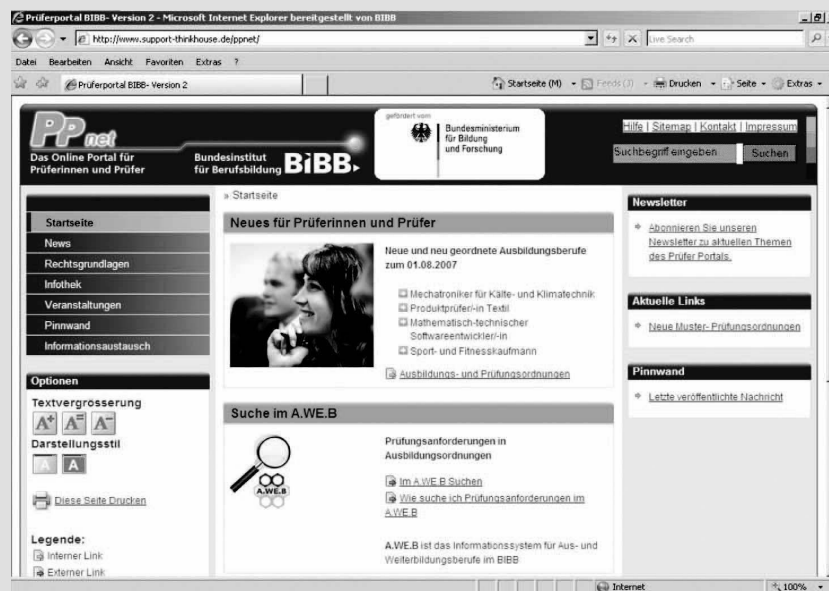 Prüferportal BIBB- Version 2 - Microsoft Internet Explorer bereitgestellt von BIBB
http://www.support-thinkhouse.de/ppnet/
Live Search
Datei Bearbeiten Ansicht Favoriten Extras ?
Prüferportal BIBB- Version 2
Startseite (M) Feeds (J) Drucken Seite Extras
PP net
Das Online Portal für
Prüferinnen und Prüfer
Bundesinstitut
für Berufsbildung BiBB
gefördert vom
Bundesministerium
für Bildung
und Forschung
Hilfe | Sitemap | Kontakt | Impressum
Suchbegriff eingeben Suchen
Startseite
News
Rechtsgrundlagen
Infothek
Veranstaltungen
Pinnwand
Informationsaustausch
Optionen
Textvergrösserung
A+ A= A-
Darstellungsstil
A A
Diese Seite Drucken
Legende:
Interner Link
Externer Link
» Startseite
Neues für Prüferinnen und Prüfer
Neue und neu geordnete Ausbildungsberufe
zum 01.08.2007
Mechatroniker für Kälte- und Klimatechnik
Produktprüfer/-in Textil
Mathematisch-technischer
Softwareentwickler/-in
Sport- und Fitnesskaufmann
Ausbildungs- und Prüfungsordnungen
Suche im A.WE.B
A.WE.B
Prüfungsanforderungen in
Ausbildungsordnungen
Im A.WE.B Suchen
Wie suche ich Prüfungsanforderungen im
A.WE.B
A.WE.B ist das Informationssystem für Aus- und
Weiterbildungsberufe im BIBB
Newsletter
Abonnieren Sie unseren
Newsletter zu aktuellen Themen
des Prüfer Portals.
Aktuelle Links
Neue Muster- Prüfungsordnungen
Pinnwand
Letzte veröffentlichte Nachricht
Internet 100%